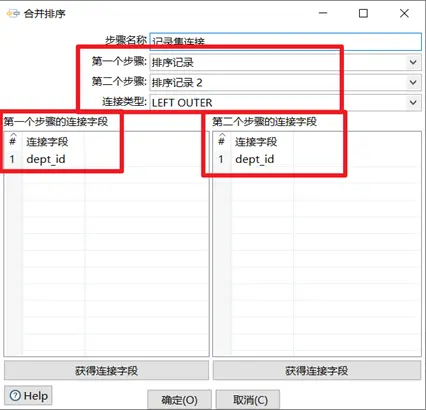 合并排序
步骤名称 记录集连接
第一个步骤: 排序记录
第二个步骤: 排序记录 2
连接类型: LEFT OUTER
第一个步骤的连接字段 第二个步骤的连接字段
# 连接字段 # 连接字段
1 dept_id 1 dept_id
获得连接字段 获得连接字段
Help 确定(O) 取消(C)